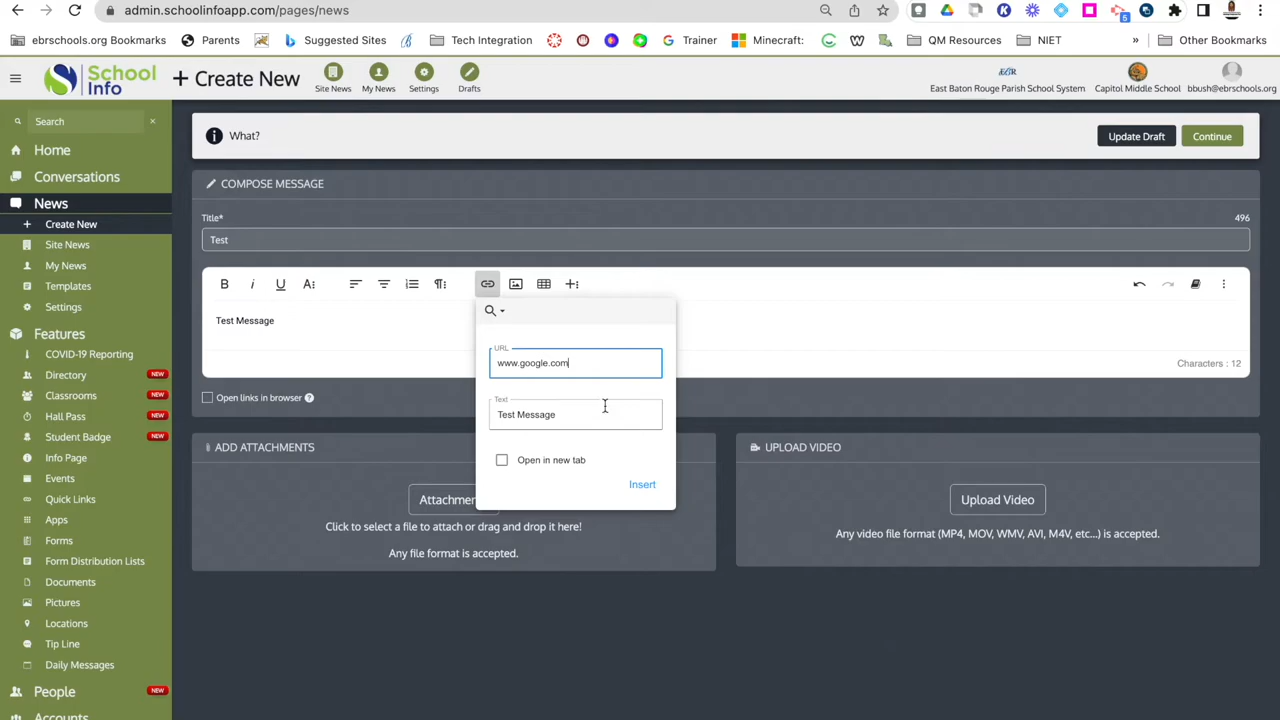 admin.schoolinfoapp.com/pages/news
5
ebrschools.org Bookmarks
Parents
Suggested Sites
Tech Integration
Trainer
Minecraft:
QM Resources
NIET
»
Other Bookmarks
School
Info
+ Create New
Site News
My News
Settings
Drafts
EBR
East Baton Rouge Parish School System
Capitol Middle School
bbush@ebrschools.org
Search
×
Home
Conversations
News
+ Create New
Site News
My News
Templates
Settings
Features
COVID-19 Reporting
Directory NEW
Classrooms NEW
Hall Pass NEW
Student Badge NEW
Info Page
Events
Quick Links
Apps
Forms
Form Distribution Lists
Documents
Pictures
Locations
Tip Line
Daily Messages
People NEW
Accounts
What?
Update Draft
Continue
COMPOSE MESSAGE
Title*
496
Test
B i U A
Test Message
Characters : 12
URL
www.google.com
Text
Test Message
Open in new tab
Insert
Open links in browser ?
ADD ATTACHMENTS
Attachmen
Click to select a file to attach or drag and drop it here!
Any file format is accepted.
UPLOAD VIDEO
Upload Video
Any video file format (MP4, MOV, WMV, AVI, M4V, etc...) is accepted.